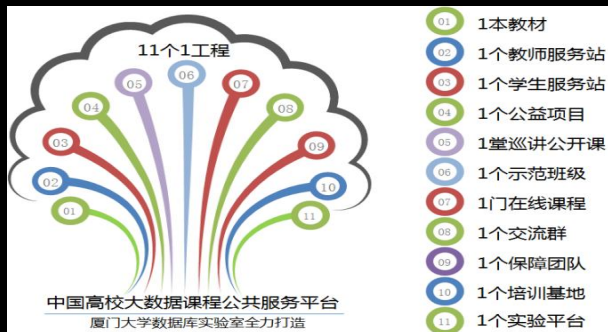 11个1工程
01
02
03
04
05
06
07
08
09
10
11
中国高校大数据课程公共服务平台
厦门大学数据库实验室全力打造
01 1本教材
02 1个教师服务站
03 1个学生服务站
04 1个公益项目
05 1堂巡讲公开课
06 1个示范班级
07 1门在线课程
08 1个交流群
09 1个保障团队
10 1个培训基地
11 1个实验平台